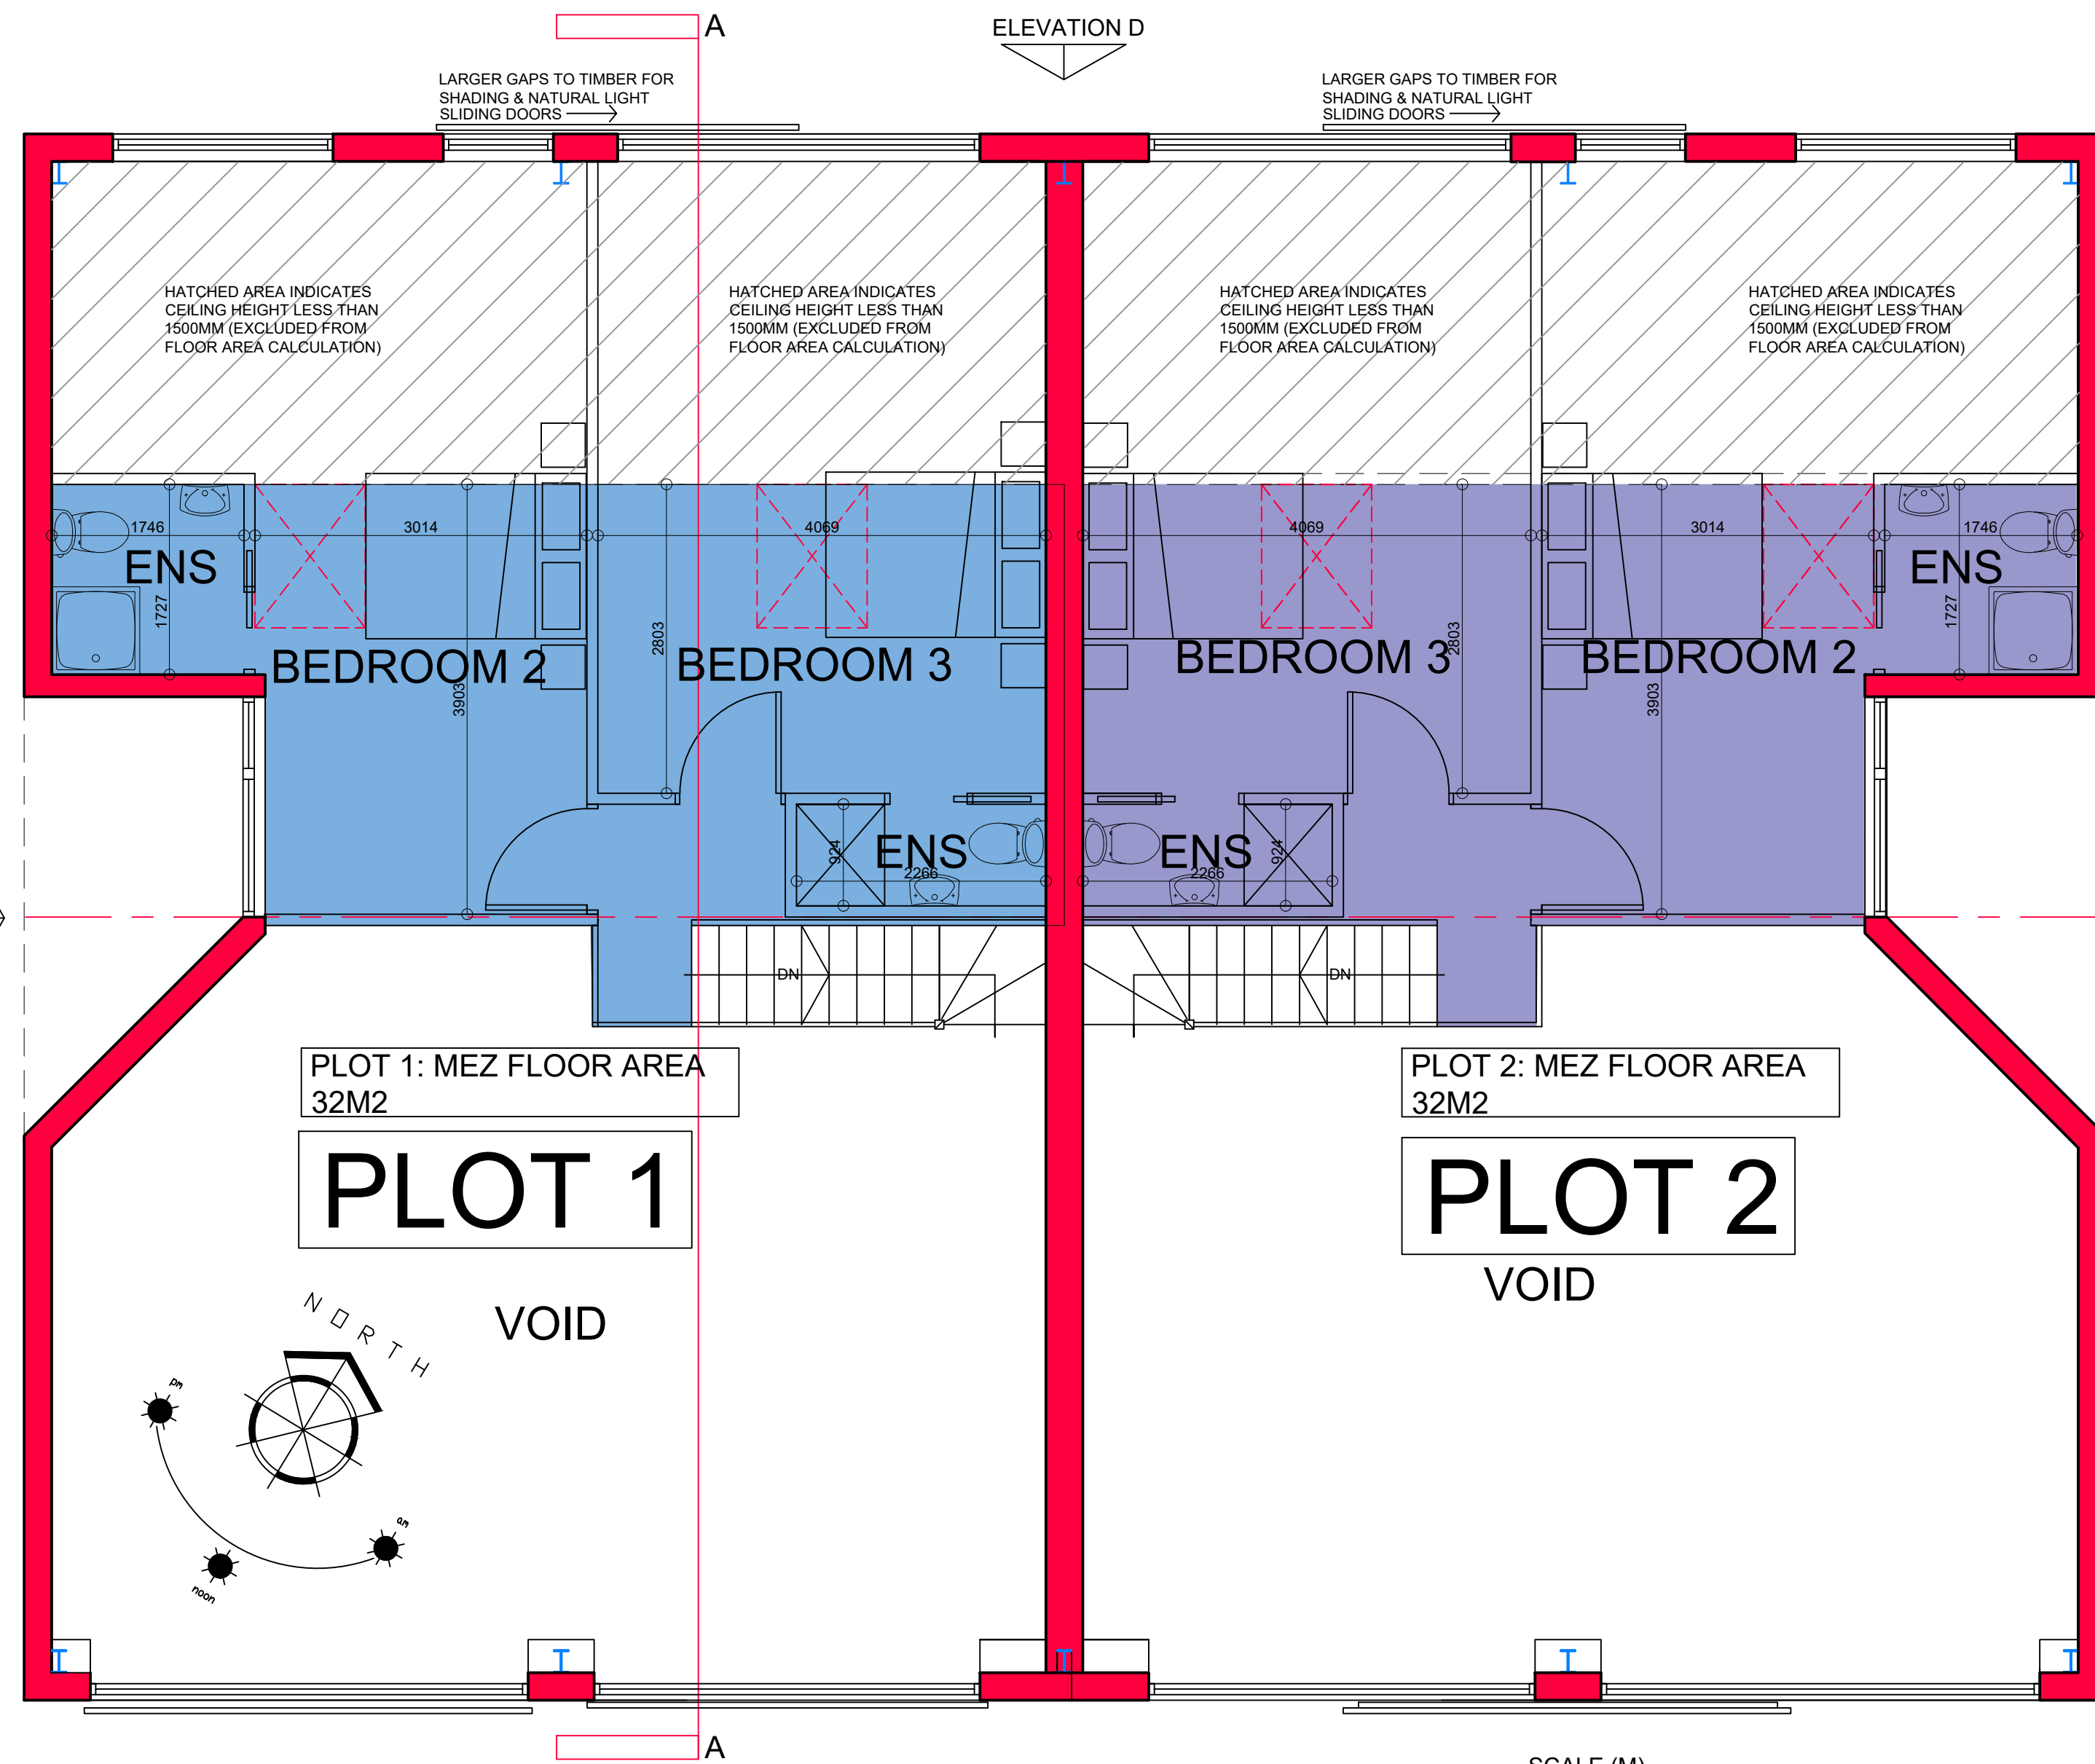 A
ELEVATION D
LARGER GAPS TO TIMBER FOR
SHADING & NATURAL LIGHT
SLIDING DOORS
LARGER GAPS TO TIMBER FOR
SHADING & NATURAL LIGHT
SLIDING DOORS
HATCHED AREA INDICATES
CEILING HEIGHT LESS THAN
1500MM (EXCLUDED FROM
FLOOR AREA CALCULATION)
HATCHED AREA INDICATES
CEILING HEIGHT LESS THAN
1500MM (EXCLUDED FROM
FLOOR AREA CALCULATION)
HATCHED AREA INDICATES
CEILING HEIGHT LESS THAN
1500MM (EXCLUDED FROM
FLOOR AREA CALCULATION)
HATCHED AREA INDICATES
CEILING HEIGHT LESS THAN
1500MM (EXCLUDED FROM
FLOOR AREA CALCULATION)
1746
3014
4069
4069
3014
1746
ENS
ENS
1727
2803
2803
1727
BEDROOM 2
BEDROOM 3
BEDROOM 3
BEDROOM 2
3903
3903
924
ENS
ENS
924
2266
2266
DN
DN
PLOT 1: MEZ FLOOR AREA
32M2
PLOT 2: MEZ FLOOR AREA
32M2
PLOT 1
PLOT 2
VOID
VOID
NORTH
pm
am
noon
A
SCALE (M)